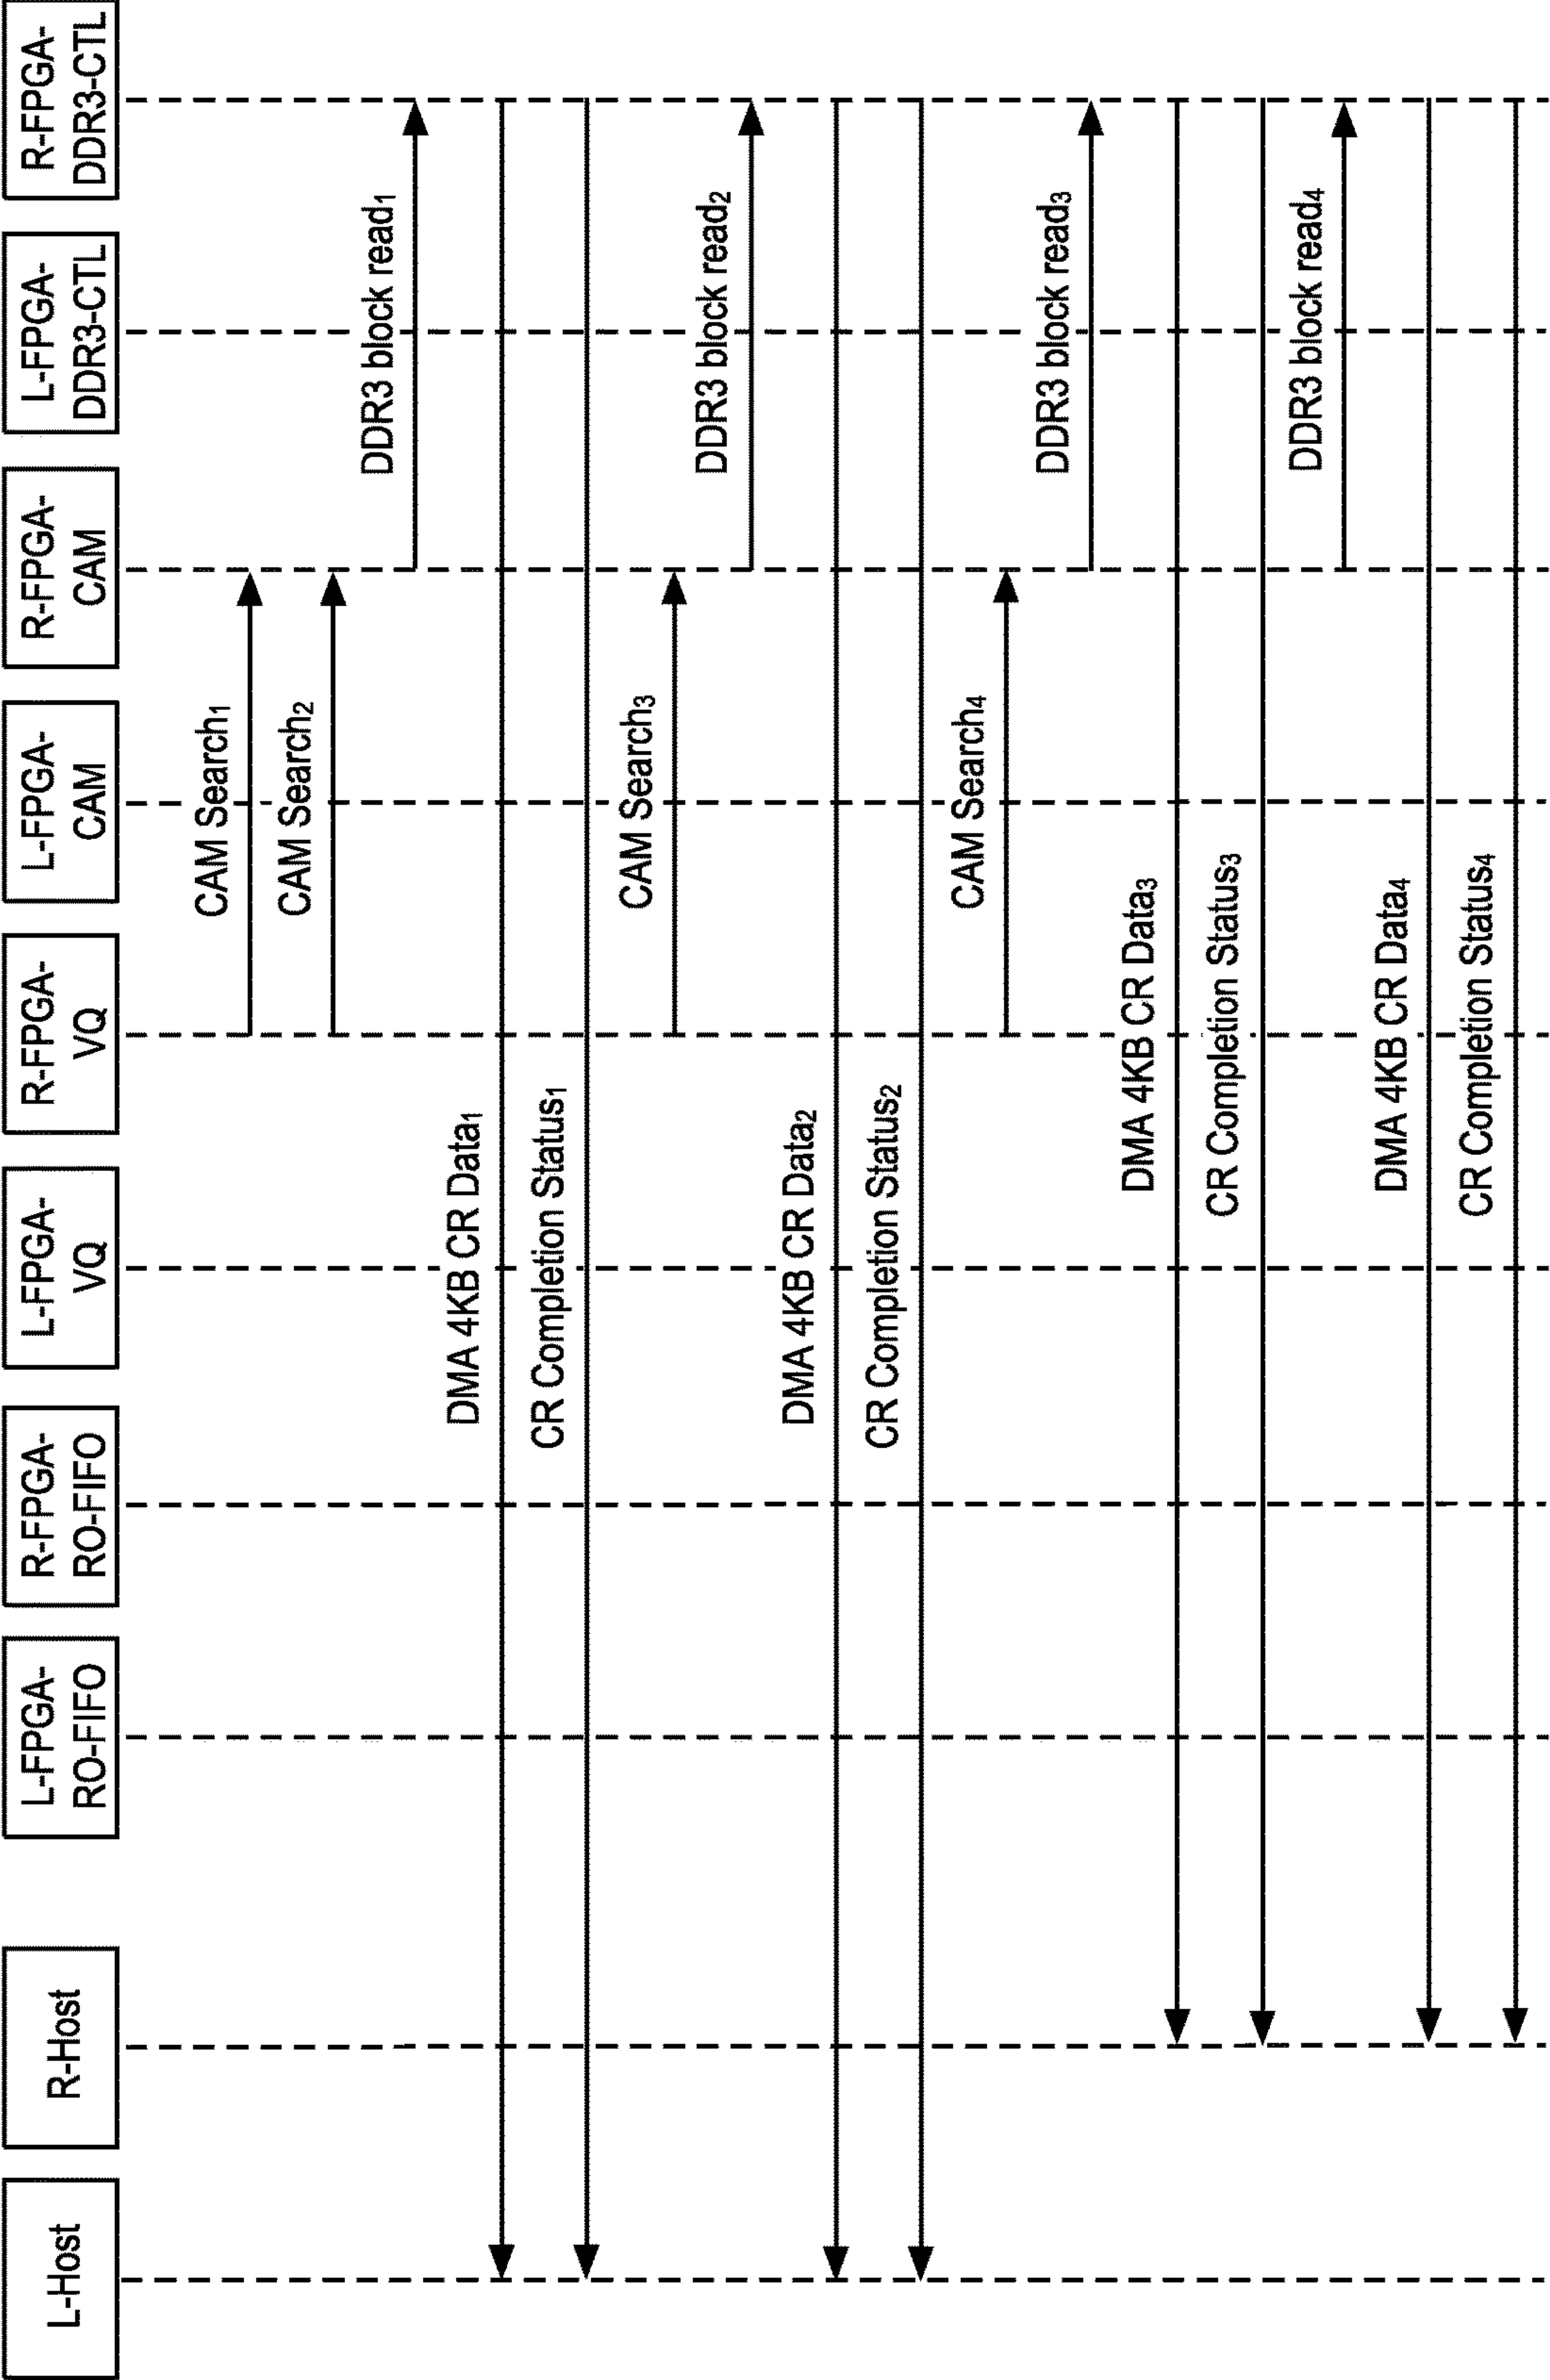 L-Host
R-Host
L-FPGA-
RO-FIFO
R-FPGA-
RO-FIFO
L-FPGA-
VQ
R-FPGA-
VQ
L-FPGA-
CAM
R-FPGA-
CAM
L-FPGA-
DDR3-CTL
R-FPGA-
DDR3-CTL
CAM Search₁
CAM Search₂
DDR3 block read₁
DMA 4KB CR Data₁
CR Completion Status₁
CAM Search₃
DDR3 block read₂
DMA 4KB CR Data₂
CR Completion Status₂
CAM Search₄
DDR3 block read₃
DMA 4KB CR Data₃
CR Completion Status₃
DDR3 block read₄
DMA 4KB CR Data₄
CR Completion Status₄